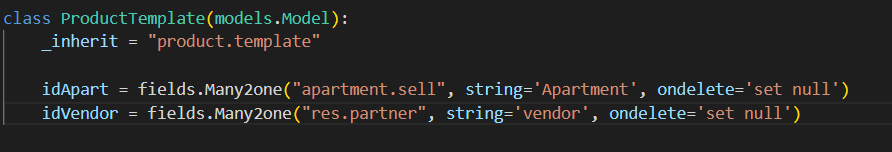 class ProductTemplate(models.Model):
_inherit = "product.template"
idApart = fields.Many2one("apartment.sell", string='Apartment', ondelete='set null')
idVendor = fields.Many2one("res.partner", string='vendor', ondelete='set null')